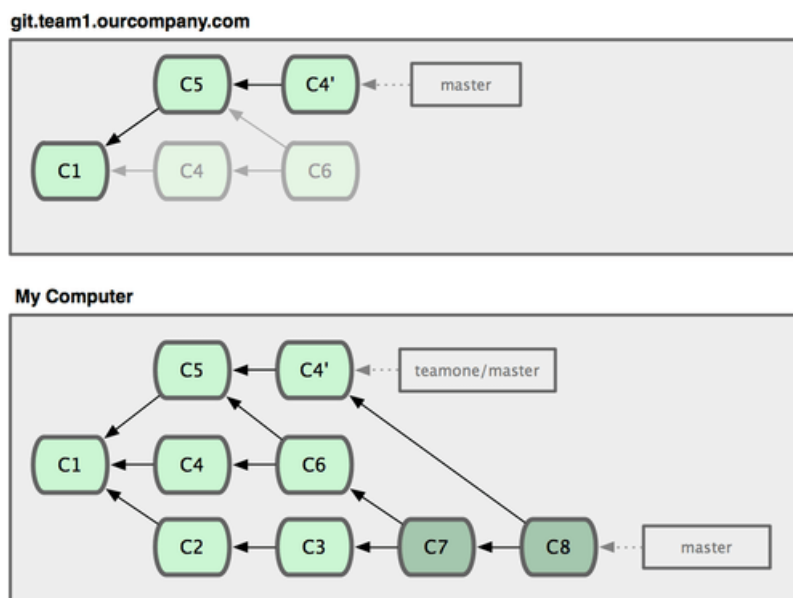 git.team1.ourcompany.com
C5 C4' master
C1 C4 C6
My Computer
C5 C4' teamone/master
C1 C4 C6
C2 C3 C7 C8 master